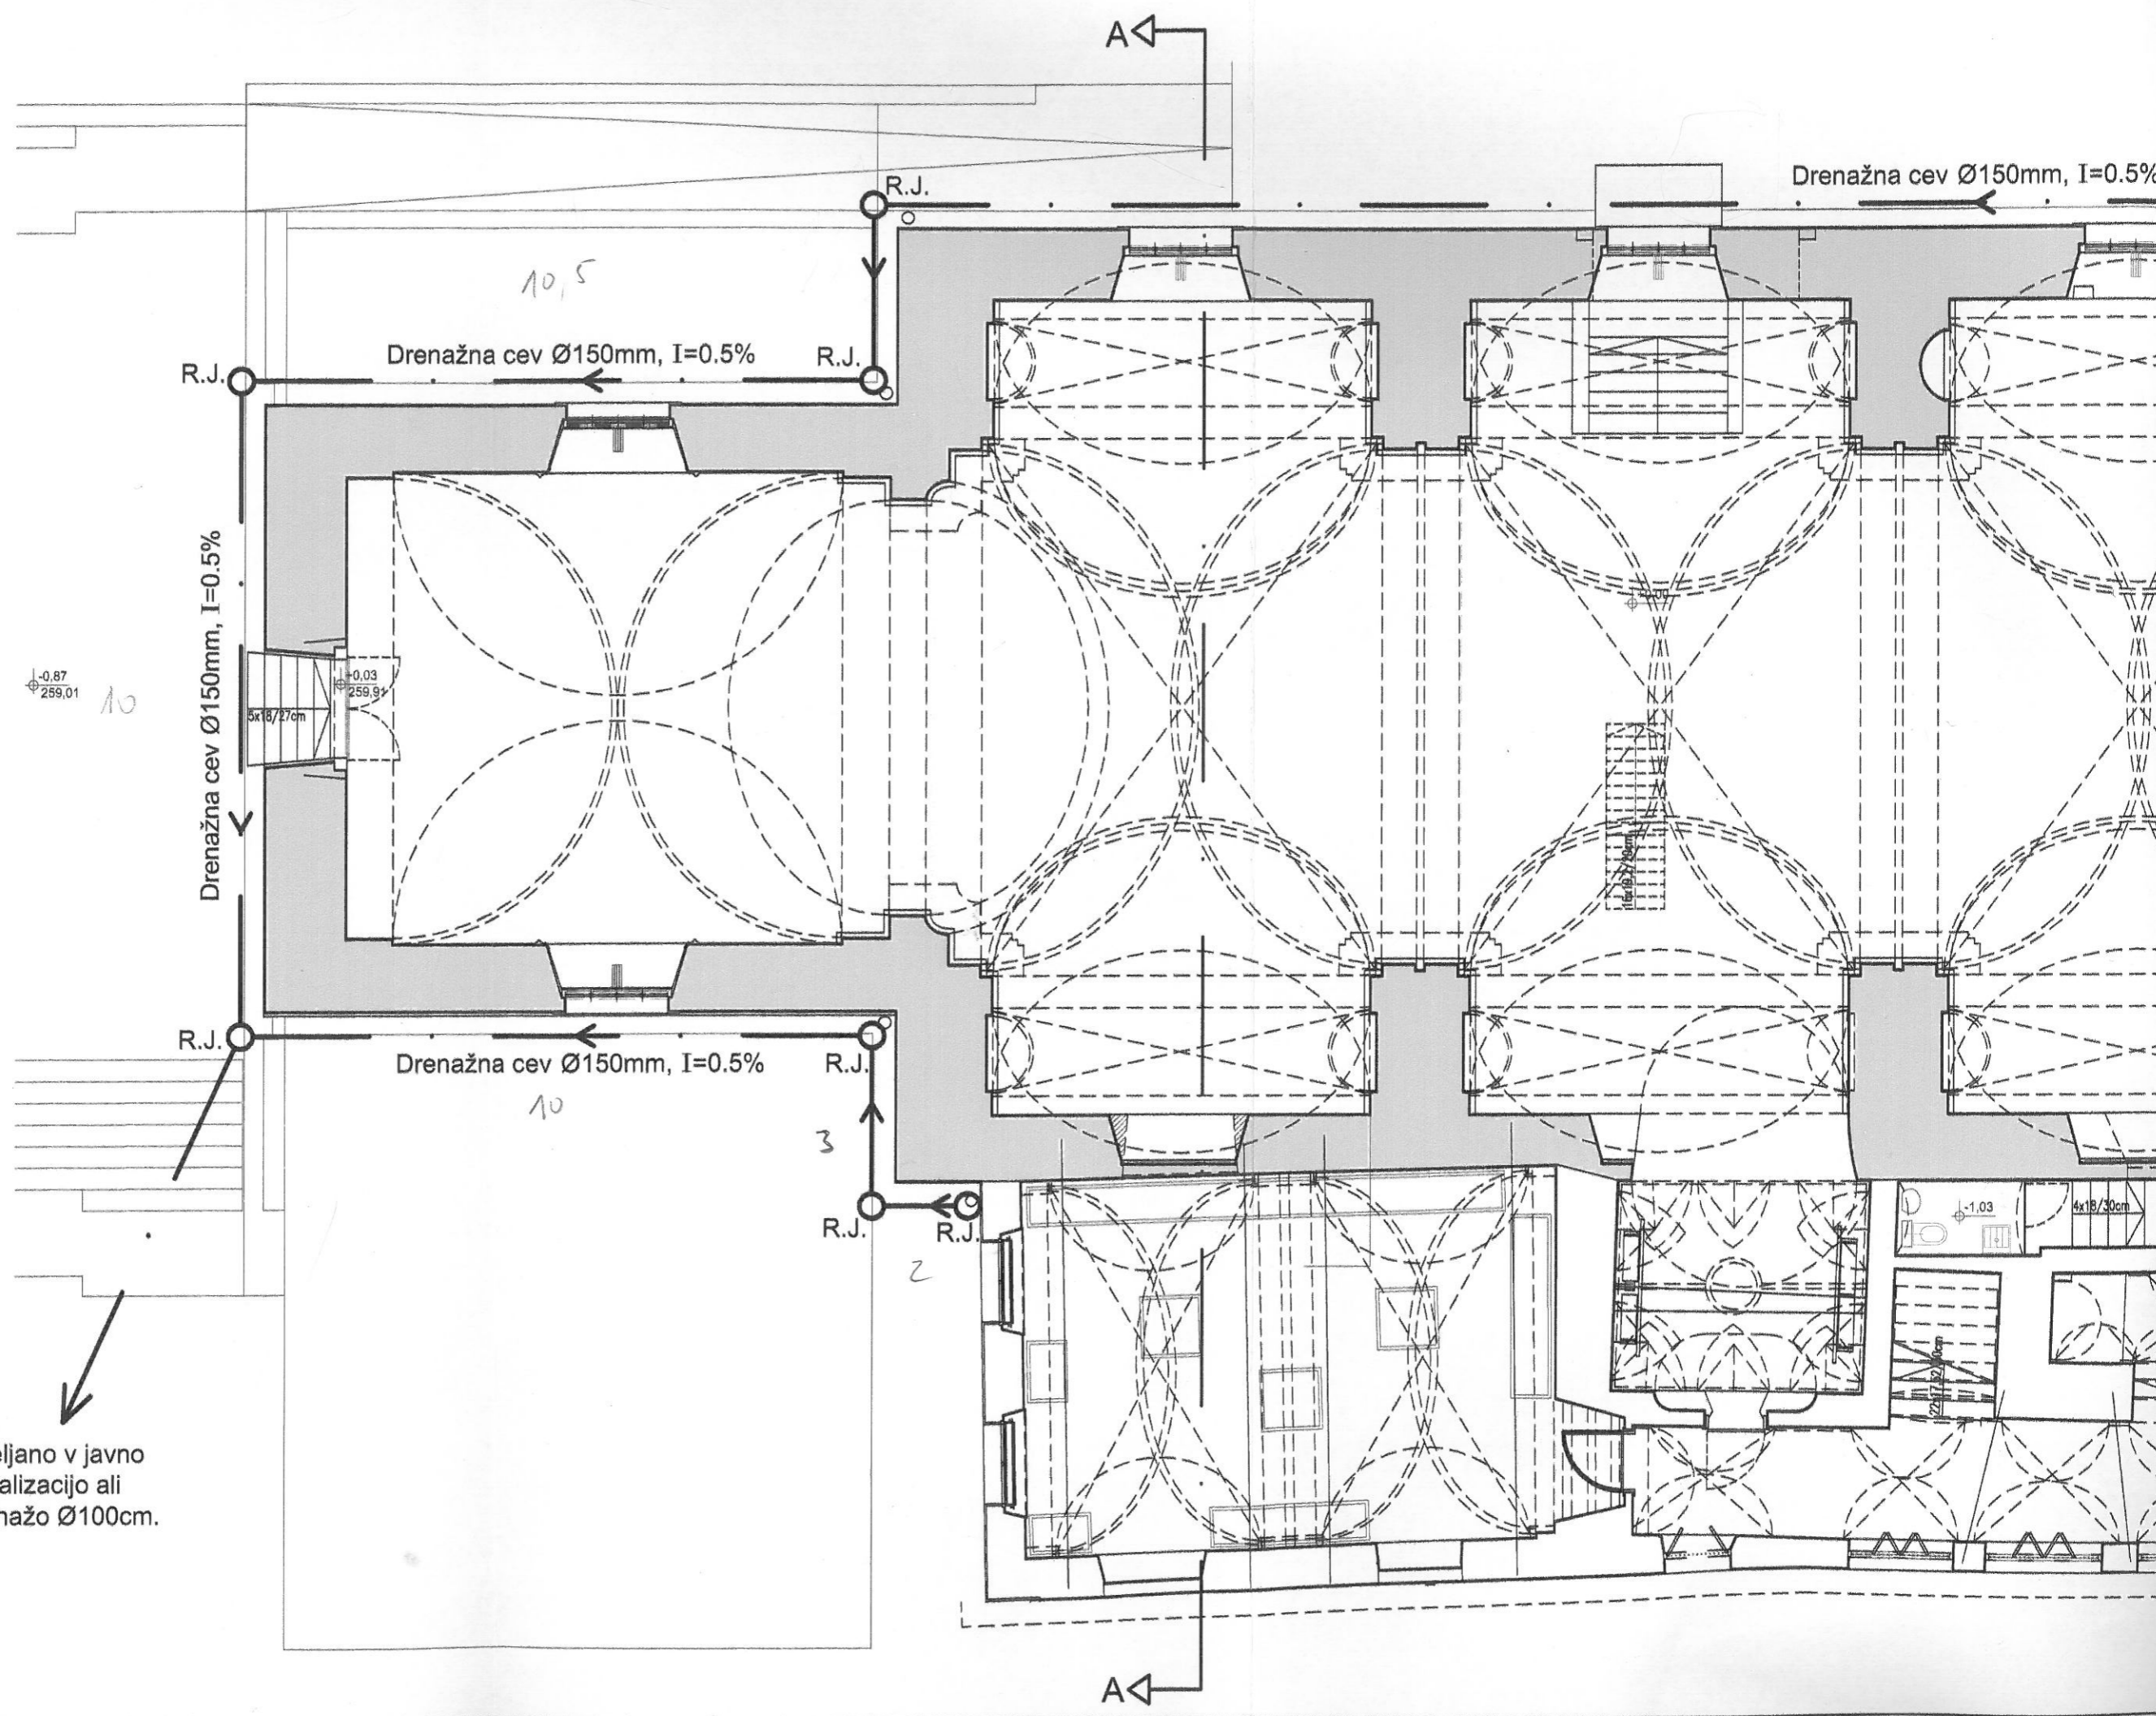 A
Drenažna cev Ø150mm, I=0.5%
R.J.
10,5
Drenažna cev Ø150mm, I=0.5%
R.J.
R.J.
Drenažna cev Ø150mm, I=0.5%
-0,87
259,01
10
+0,03
259,91
5x18/27cm
R.J.
Drenažna cev Ø150mm, I=0.5%
R.J.
10
3
R.J.
R.J.
2
-1,03
4x18/30cm
eljano v javno
alizacijo ali
nažo Ø100cm.
A